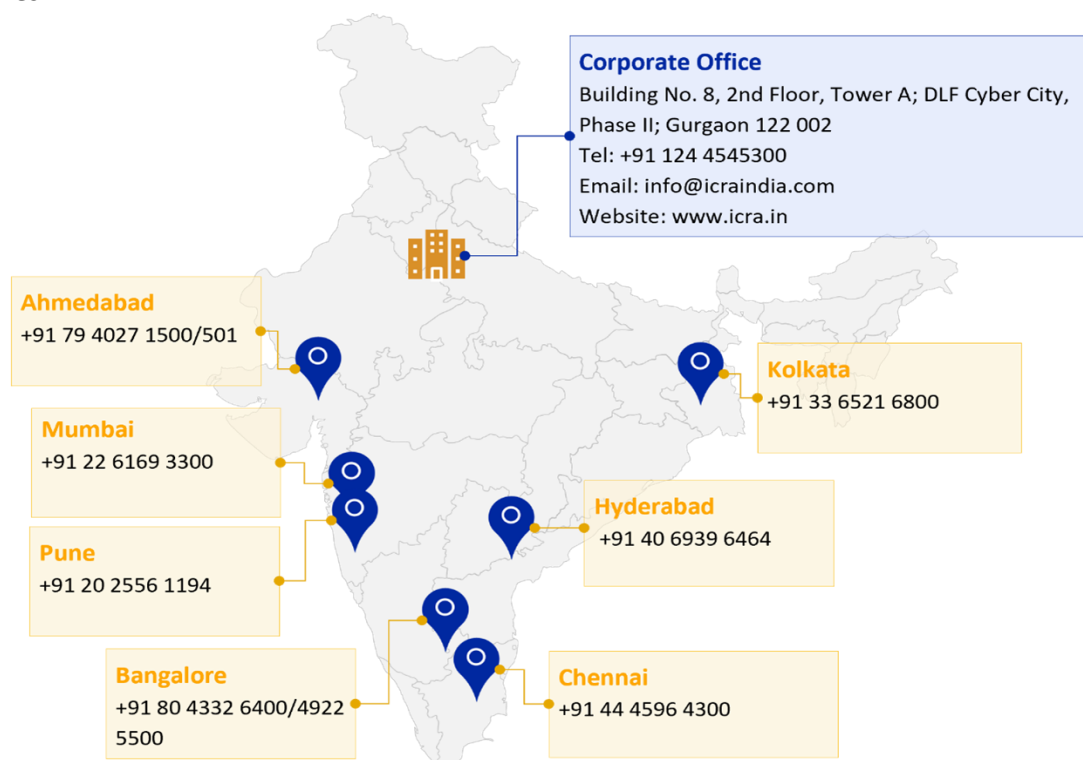 Corporate Office
Building No. 8, 2nd Floor, Tower A; DLF Cyber City,
Phase II; Gurgaon 122 002
Tel: +91 124 4545300
Email: info@icraindia.com
Website: www.icra.in
Ahmedabad
+91 79 4027 1500/501
Kolkata
+91 33 6521 6800
Mumbai
+91 22 6169 3300
Hyderabad
+91 40 6939 6464
Pune
+91 20 2556 1194
Bangalore
+91 80 4332 6400/4922
5500
Chennai
+91 44 4596 4300